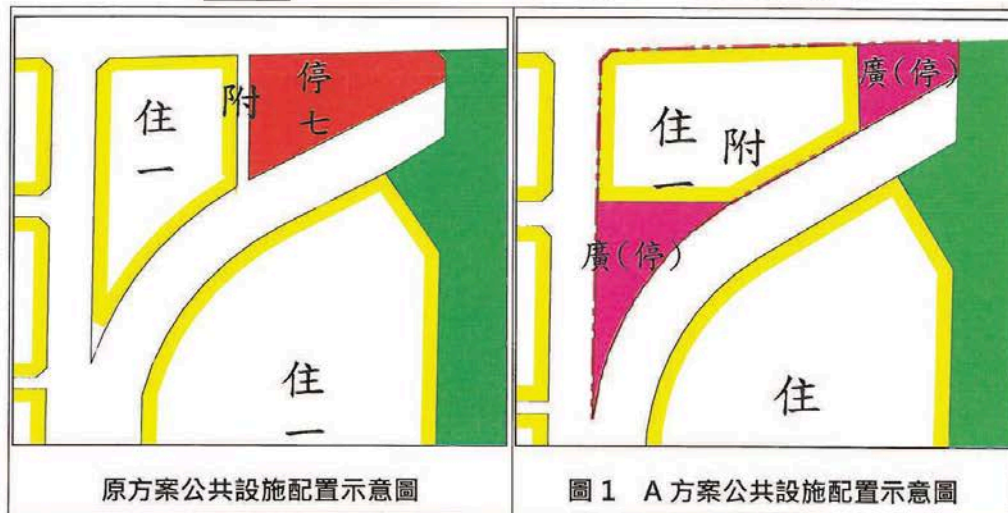 住一
附
停七
住一
原方案公共設施配置示意圖
廣(停)
住一
附
廣(停)
住
圖1 A方案公共設施配置示意圖